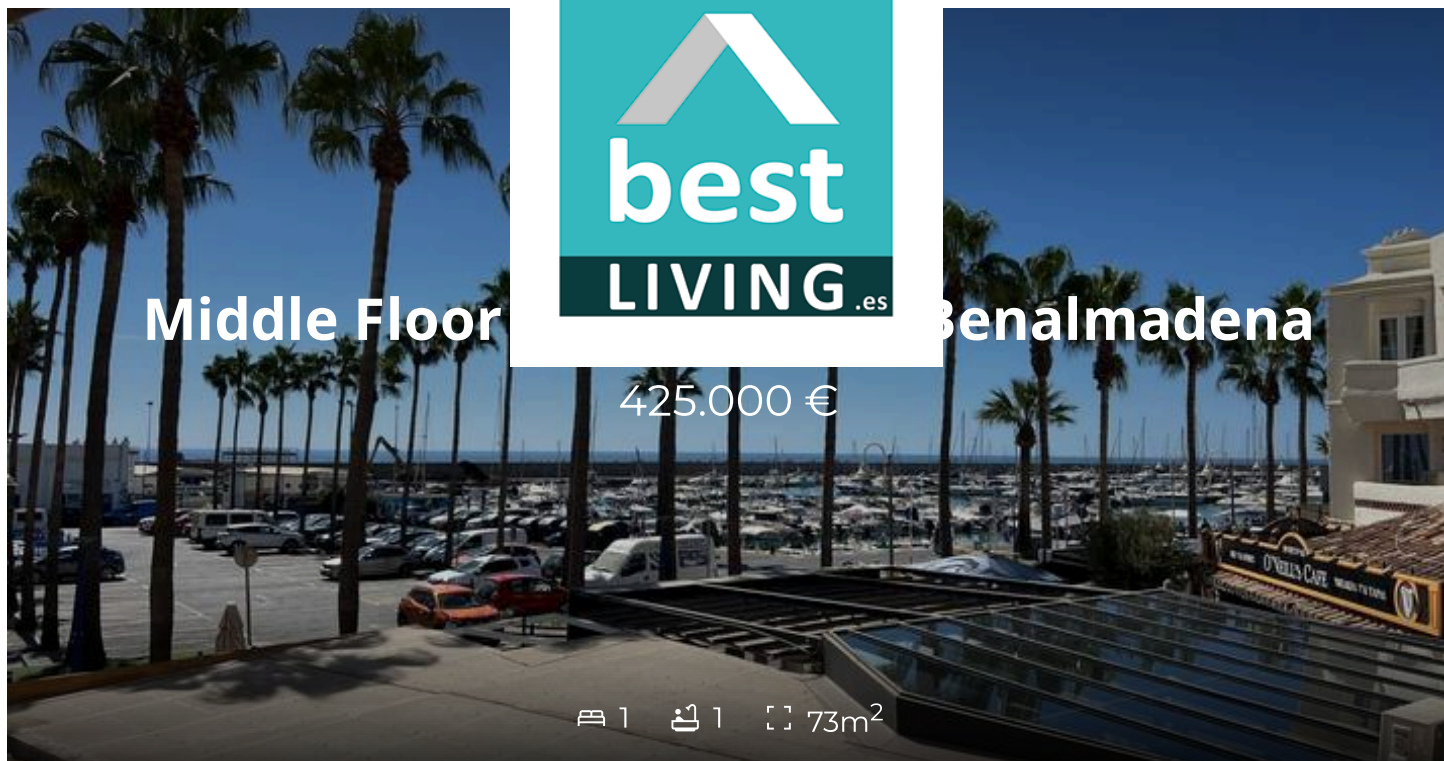 best
LIVING.es
Middle Floor
Benalmadena
425.000 €
O'NEILL'S CAFE
1
1
73m²